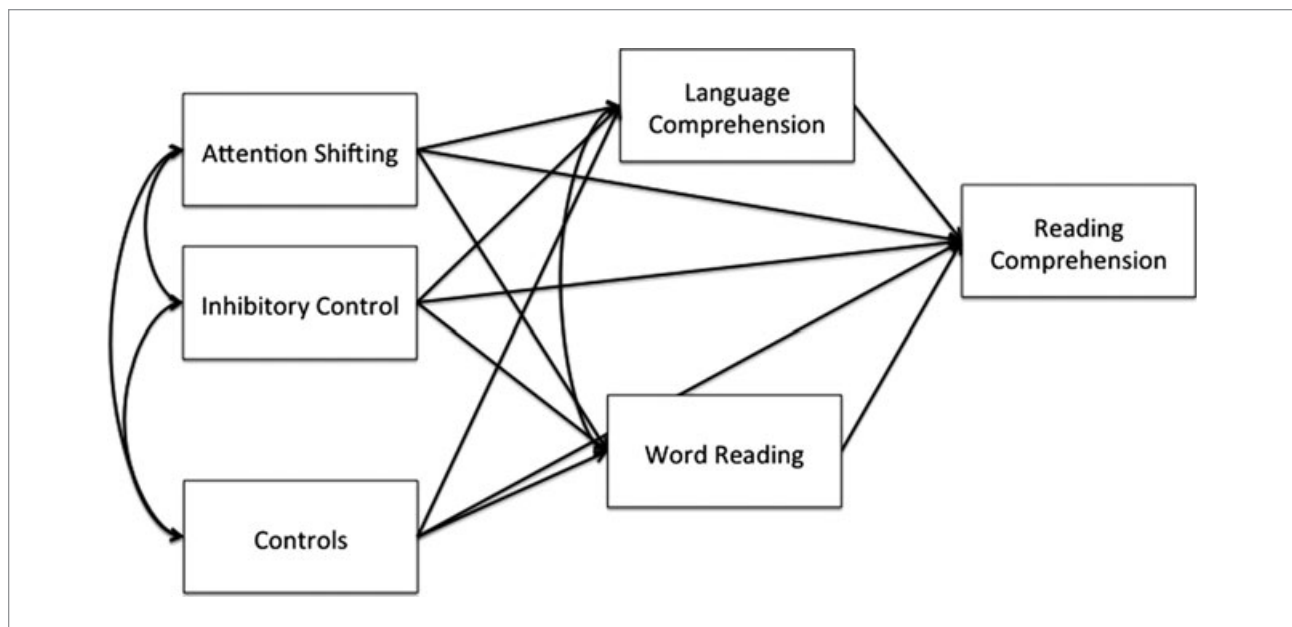 Attention Shifting
Inhibitory Control
Controls
Language
Comprehension
Word Reading
Reading
Comprehension